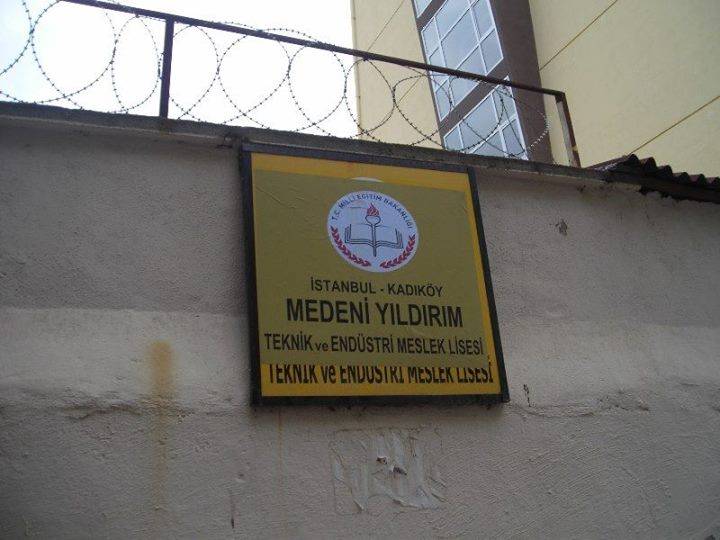 T.C. MİLLİ EĞİTİM BAKANLIĞI
İSTANBUL - KADIKÖY
MEDENİ YILDIRIM
TEKNİK ve ENDÜSTRİ MESLEK LİSESİ
TEKNİK ve ENDÜSTRİ MESLEK LİSESİ